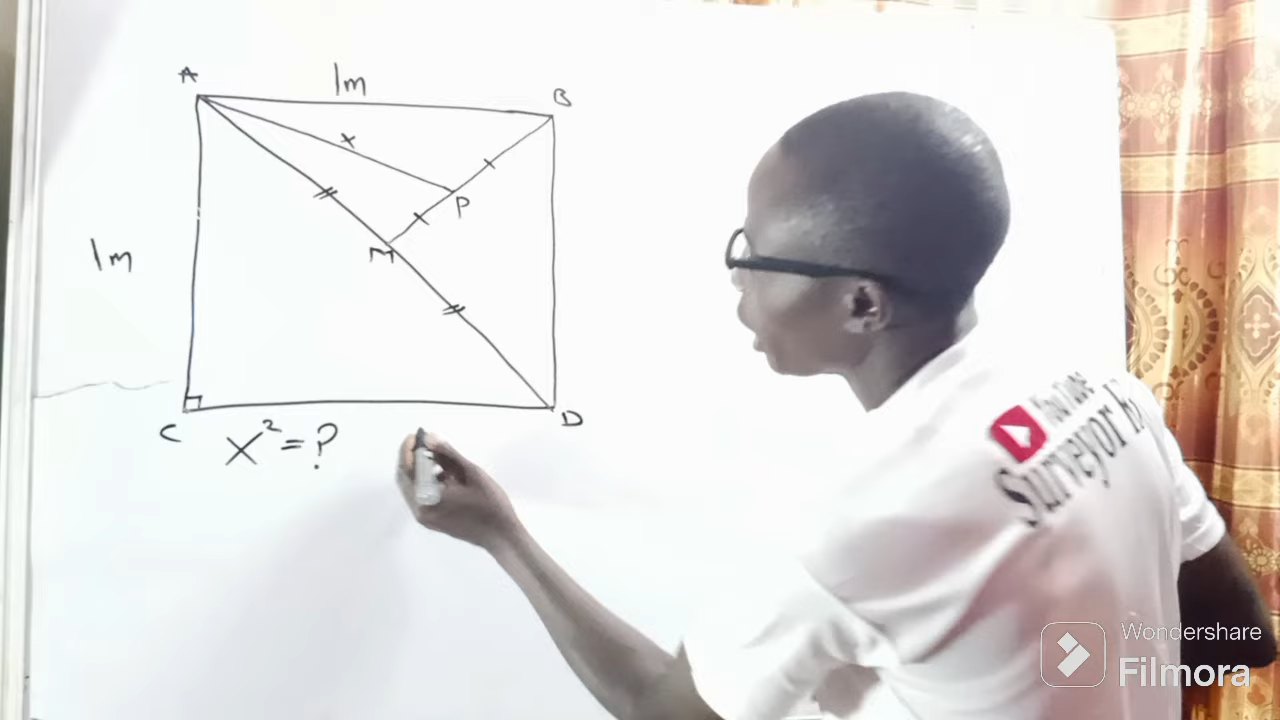 A
1m
B
x
P
M
1m
C
D
x² = ?
YouTube
Surveyor
Wondershare
Filmora